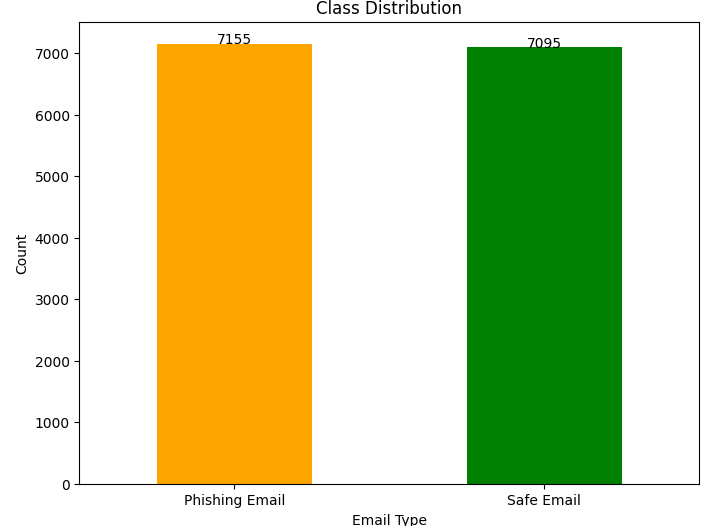 Class Distribution
7155
7095
7000
6000
5000
4000
3000
2000
1000
0
Count
Phishing Email
Safe Email
Email Type